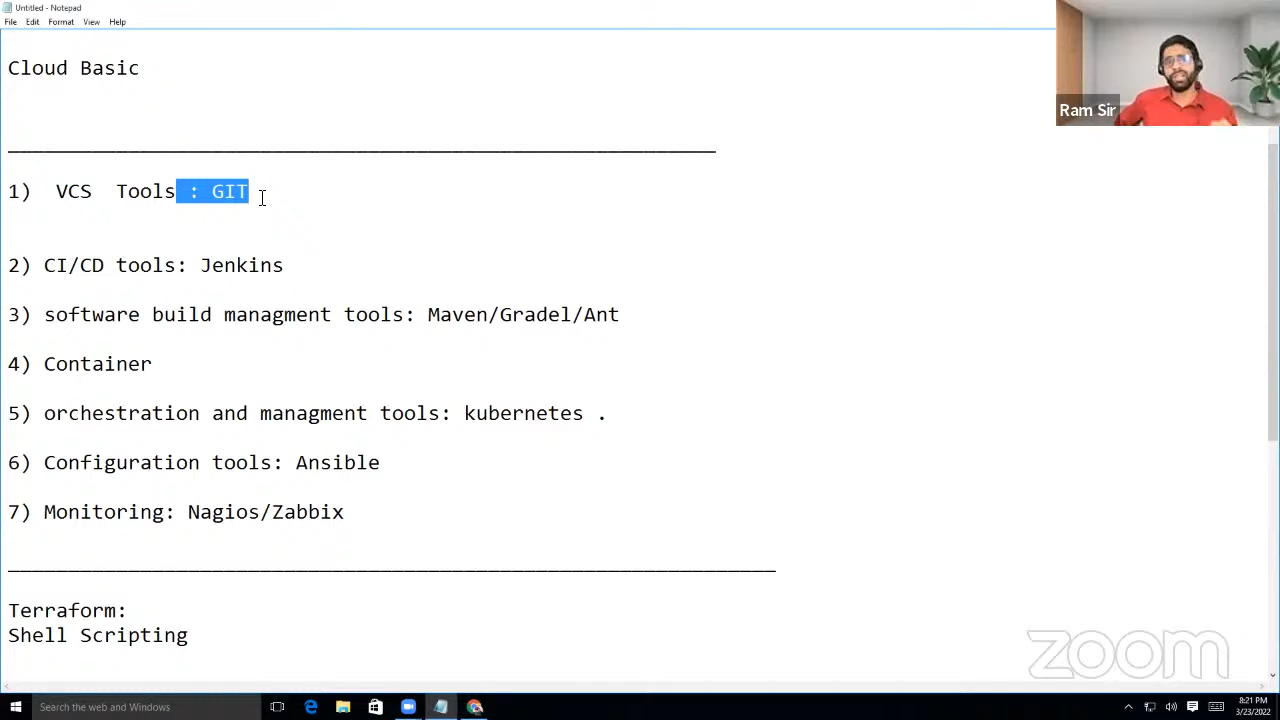 Untitled - Notepad
File Edit Format View Help
Cloud Basic
Ram Sir
1) VCS Tools : GIT
2) CI/CD tools: Jenkins
3) software build managment tools: Maven/Gradel/Ant
4) Container
5) orchestration and managment tools: kubernetes .
6) Configuration tools: Ansible
7) Monitoring: Nagios/Zabbix
Terraform:
Shell Scripting
zoom
Search the web and Windows
8:21 PM
3/23/2022